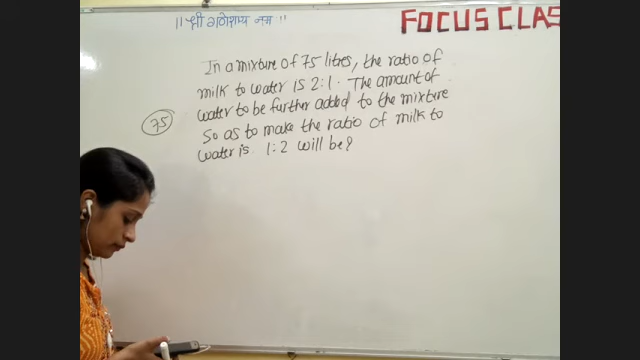 ॥ श्री गणेशाय नमः ॥
FOCUS CLAS
In a mixture of 75 litres, the ratio of
milk to water is 2:1. The amount of
water to be further added to the mixture
75
So as to make the ratio of milk to
water is 1:2 will be?